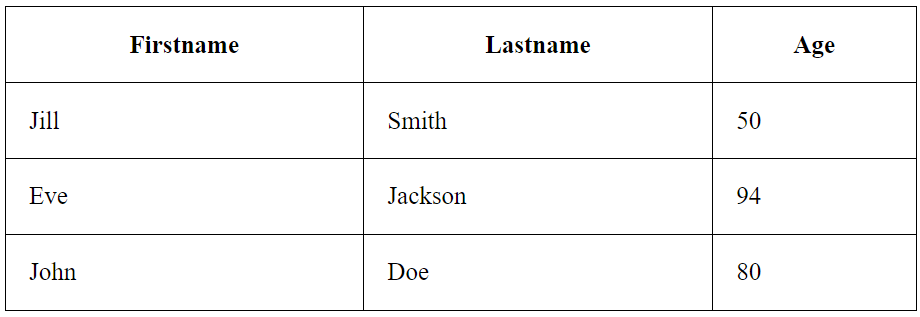 Firstname Lastname Age
Jill Smith 50
Eve Jackson 94
John Doe 80